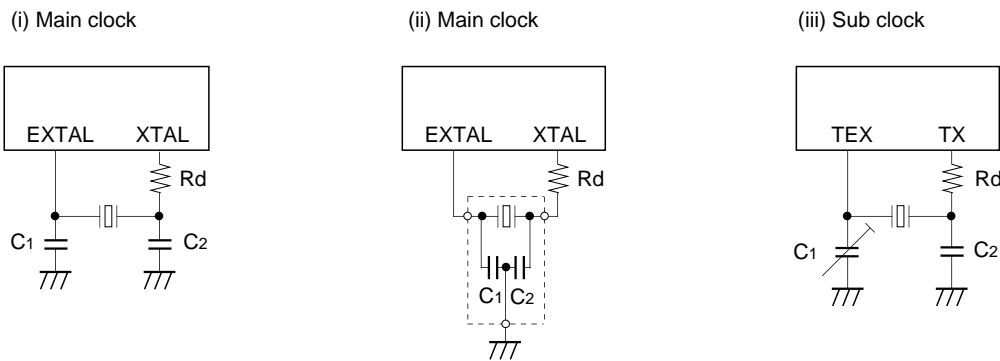 (i) Main clock
EXTAL XTAL
Rd
C1 C2
(ii) Main clock
EXTAL XTAL
Rd
C1 C2
(iii) Sub clock
TEX TX
Rd
C1 C2